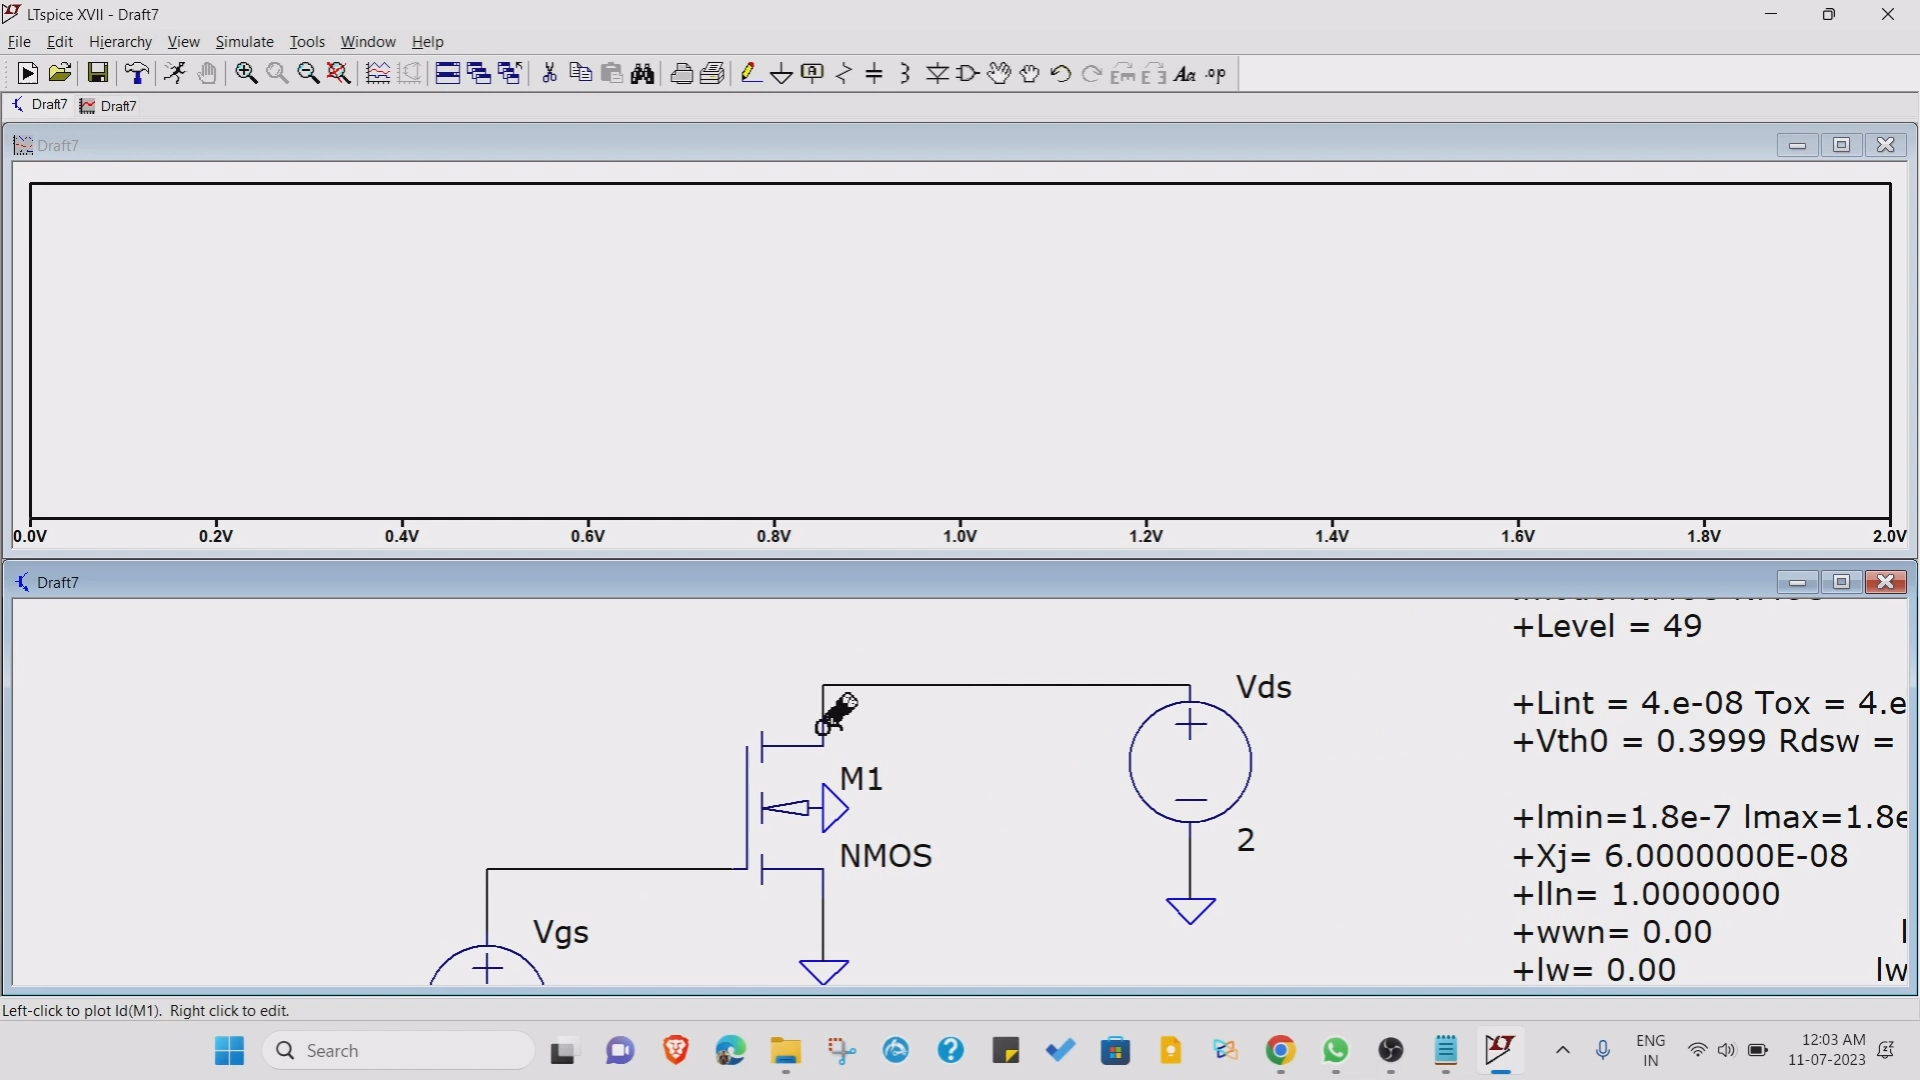 LTspice XVII - Draft7
File Edit Hierarchy View Simulate Tools Window Help
Aa .op
Draft7 Draft7
Draft7
0.0V 0.2V 0.4V 0.6V 0.8V 1.0V 1.2V 1.4V 1.6V 1.8V 2.0V
Draft7
+Level = 49
Vds
+Lint = 4.e-08 Tox = 4.e
+Vth0 = 0.3999 Rdsw =
M1
+lmin=1.8e-7 lmax=1.8e
2
NMOS
+Xj= 6.0000000E-08
+lln= 1.0000000
Vgs
+wwn= 0.00
+lw= 0.00 lw
Left-click to plot Id(M1). Right click to edit.
Search
ENG
IN
12:03 AM
11-07-2023